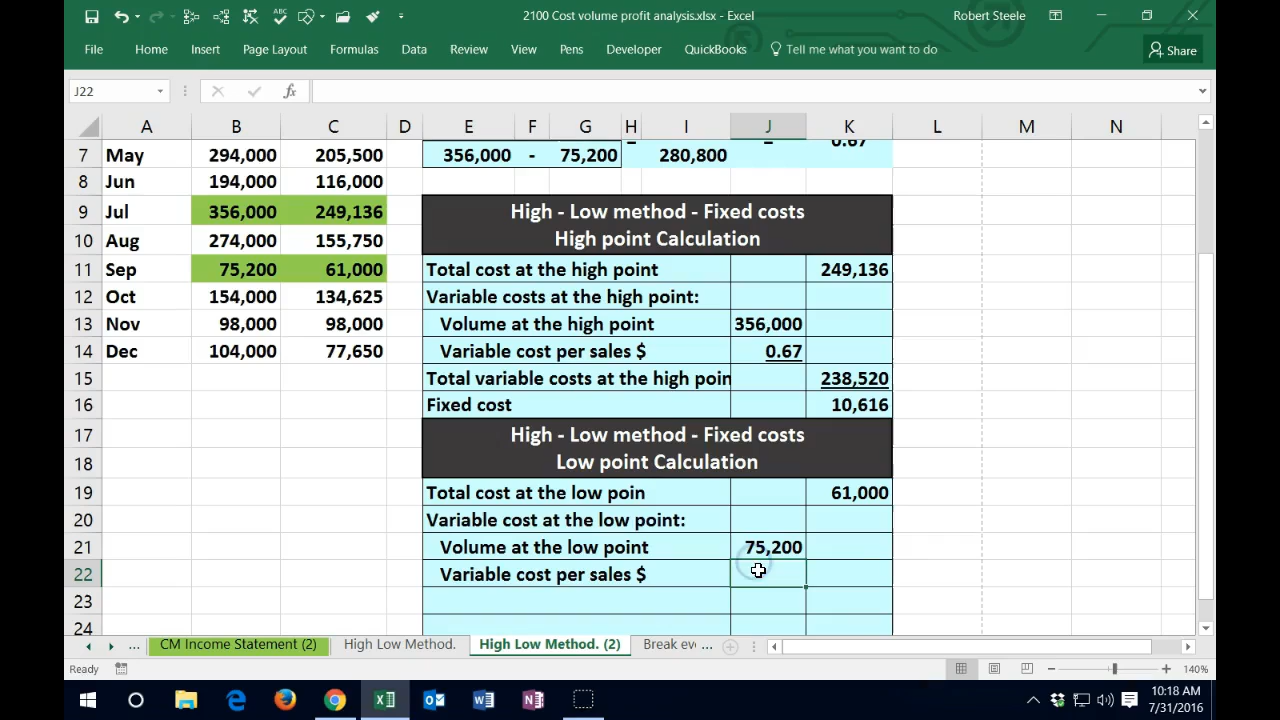 ABC
2100 Cost volume profit analysis.xlsx - Excel
Robert Steele
File Home Insert Page Layout Formulas Data Review View Pens Developer QuickBooks Tell me what you want to do Share
J22 fx
A B C D E F G H I J K L M N
7 May 294,000 205,500 356,000 - 75,200 = 280,800 = 0.67
8 Jun 194,000 116,000
9 Jul 356,000 249,136 High - Low method - Fixed costs
10 Aug 274,000 155,750 High point Calculation
11 Sep 75,200 61,000 Total cost at the high point 249,136
12 Oct 154,000 134,625 Variable costs at the high point:
13 Nov 98,000 98,000 Volume at the high point 356,000
14 Dec 104,000 77,650 Variable cost per sales $ 0.67
15 Total variable costs at the high poin 238,520
16 Fixed cost 10,616
17 High - Low method - Fixed costs
18 Low point Calculation
19 Total cost at the low poin 61,000
20 Variable cost at the low point:
21 Volume at the low point 75,200
22 Variable cost per sales $
23
24
... CM Income Statement (2) High Low Method. High Low Method. (2) Break eve ...
Ready 140%
10:18 AM
7/31/2016